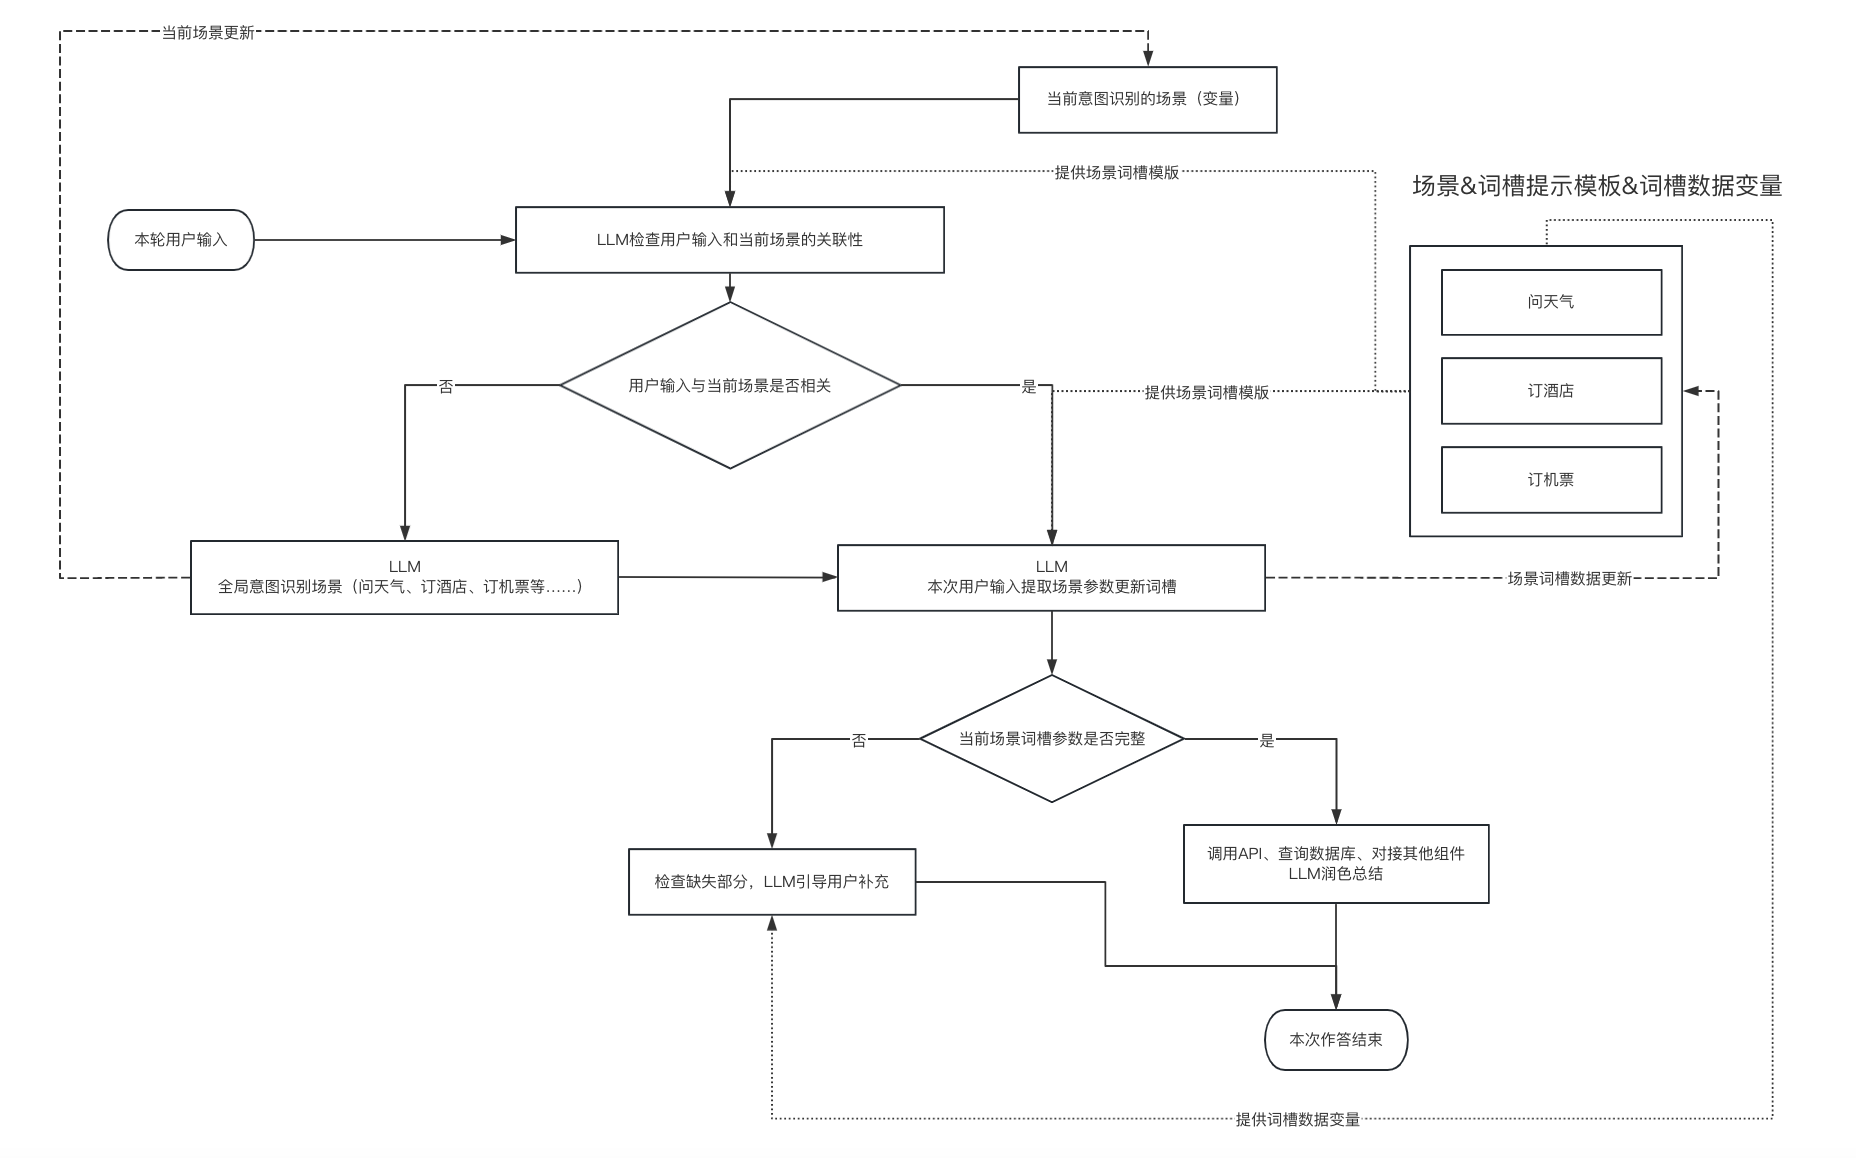 当前场景更新
当前意图识别的场景（变量）
提供场景词槽模版
场景&词槽提示模板&词槽数据变量
本轮用户输入
LLM检查用户输入和当前场景的关联性
问天气
用户输入与当前场景是否相关
否
是
提供场景词槽模版
订酒店
订机票
LLM
全局意图识别场景（问天气、订酒店、订机票等……）
LLM
本次用户输入提取场景参数更新词槽
场景词槽数据更新
当前场景词槽参数是否完整
否
是
检查缺失部分，LLM引导用户补充
调用API、查询数据库、对接其他组件
LLM润色总结
本次作答结束
提供词槽数据变量